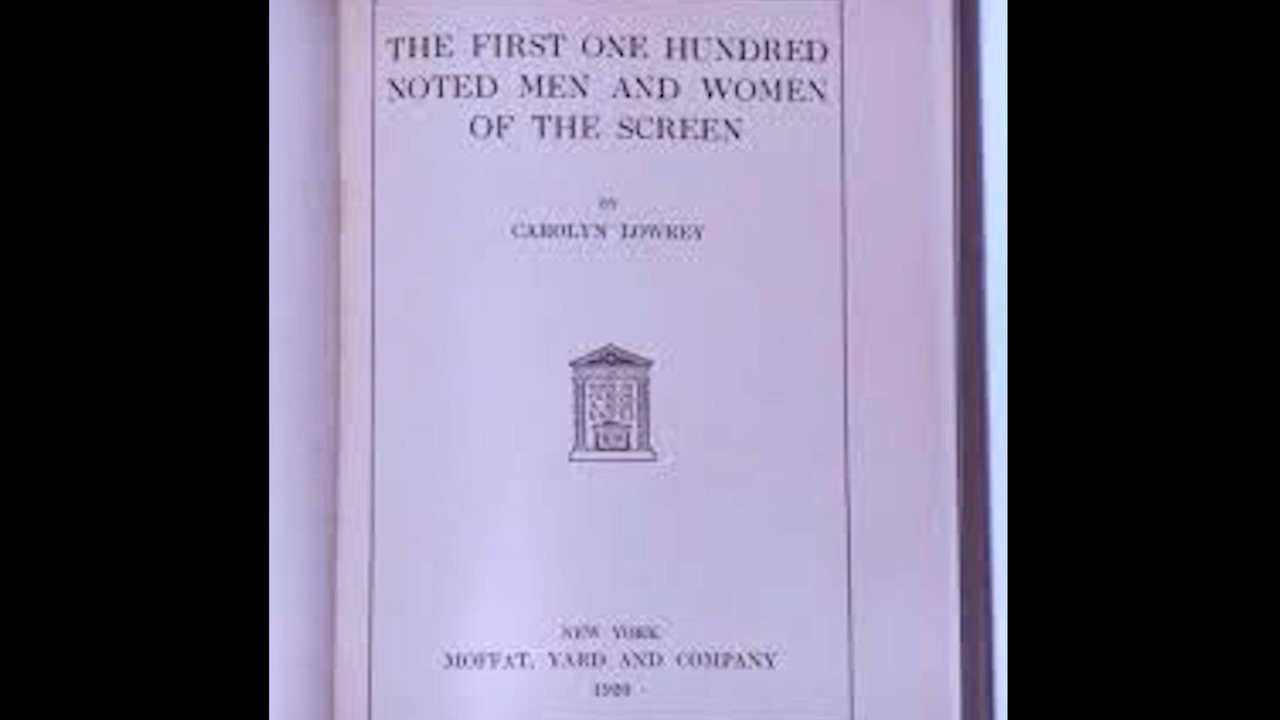 THE FIRST ONE HUNDRED
NOTED MEN AND WOMEN
OF THE SCREEN
BY
CAROLYN LOWREY
NEW YORK
MOFFAT, YARD AND COMPANY
1920